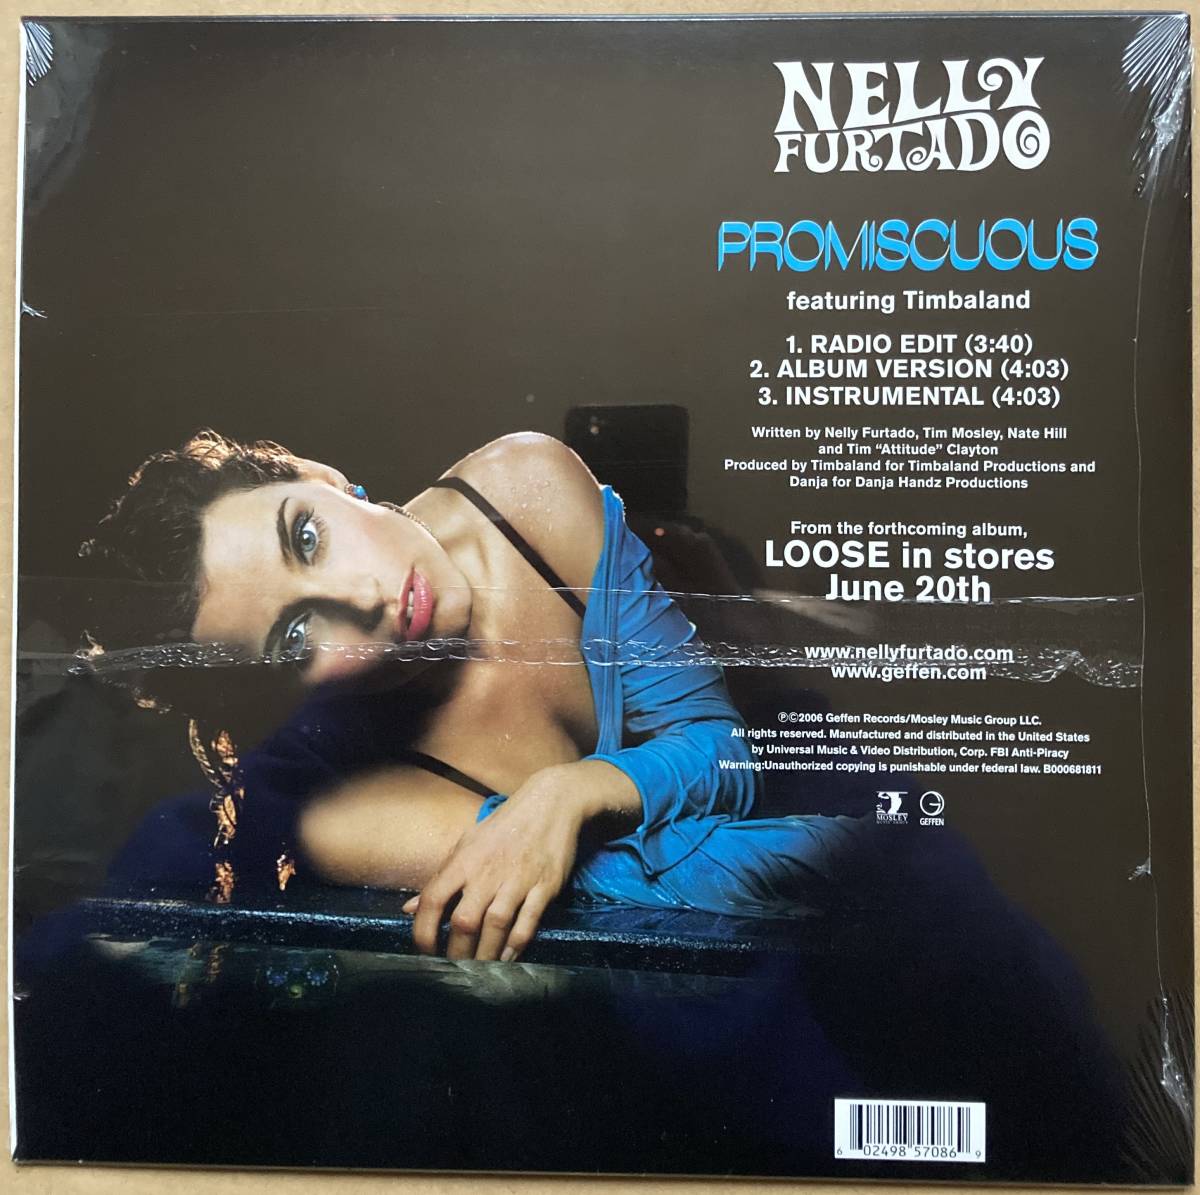 NELLY
FURTADO
PROMISCUOUS
featuring Timbaland
1. RADIO EDIT (3:40)
2. ALBUM VERSION (4:03)
3. INSTRUMENTAL (4:03)
Written by Nelly Furtado, Tim Mosley, Nate Hill
and Tim “Attitude” Clayton
Produced by Timbaland for Timbaland Productions and
Danja for Danja Handz Productions
From the forthcoming album,
LOOSE in stores
June 20th
www.nellyfurtado.com
www.geffen.com
℗©2006 Geffen Records/Mosley Music Group LLC.
All rights reserved. Manufactured and distributed in the United States
by Universal Music & Video Distribution, Corp. FBI Anti-Piracy
Warning:Unauthorized copying is punishable under federal law. B000681811
MOSLEY
MUSIC GROUP
GEFFEN
6 02498 57086 9